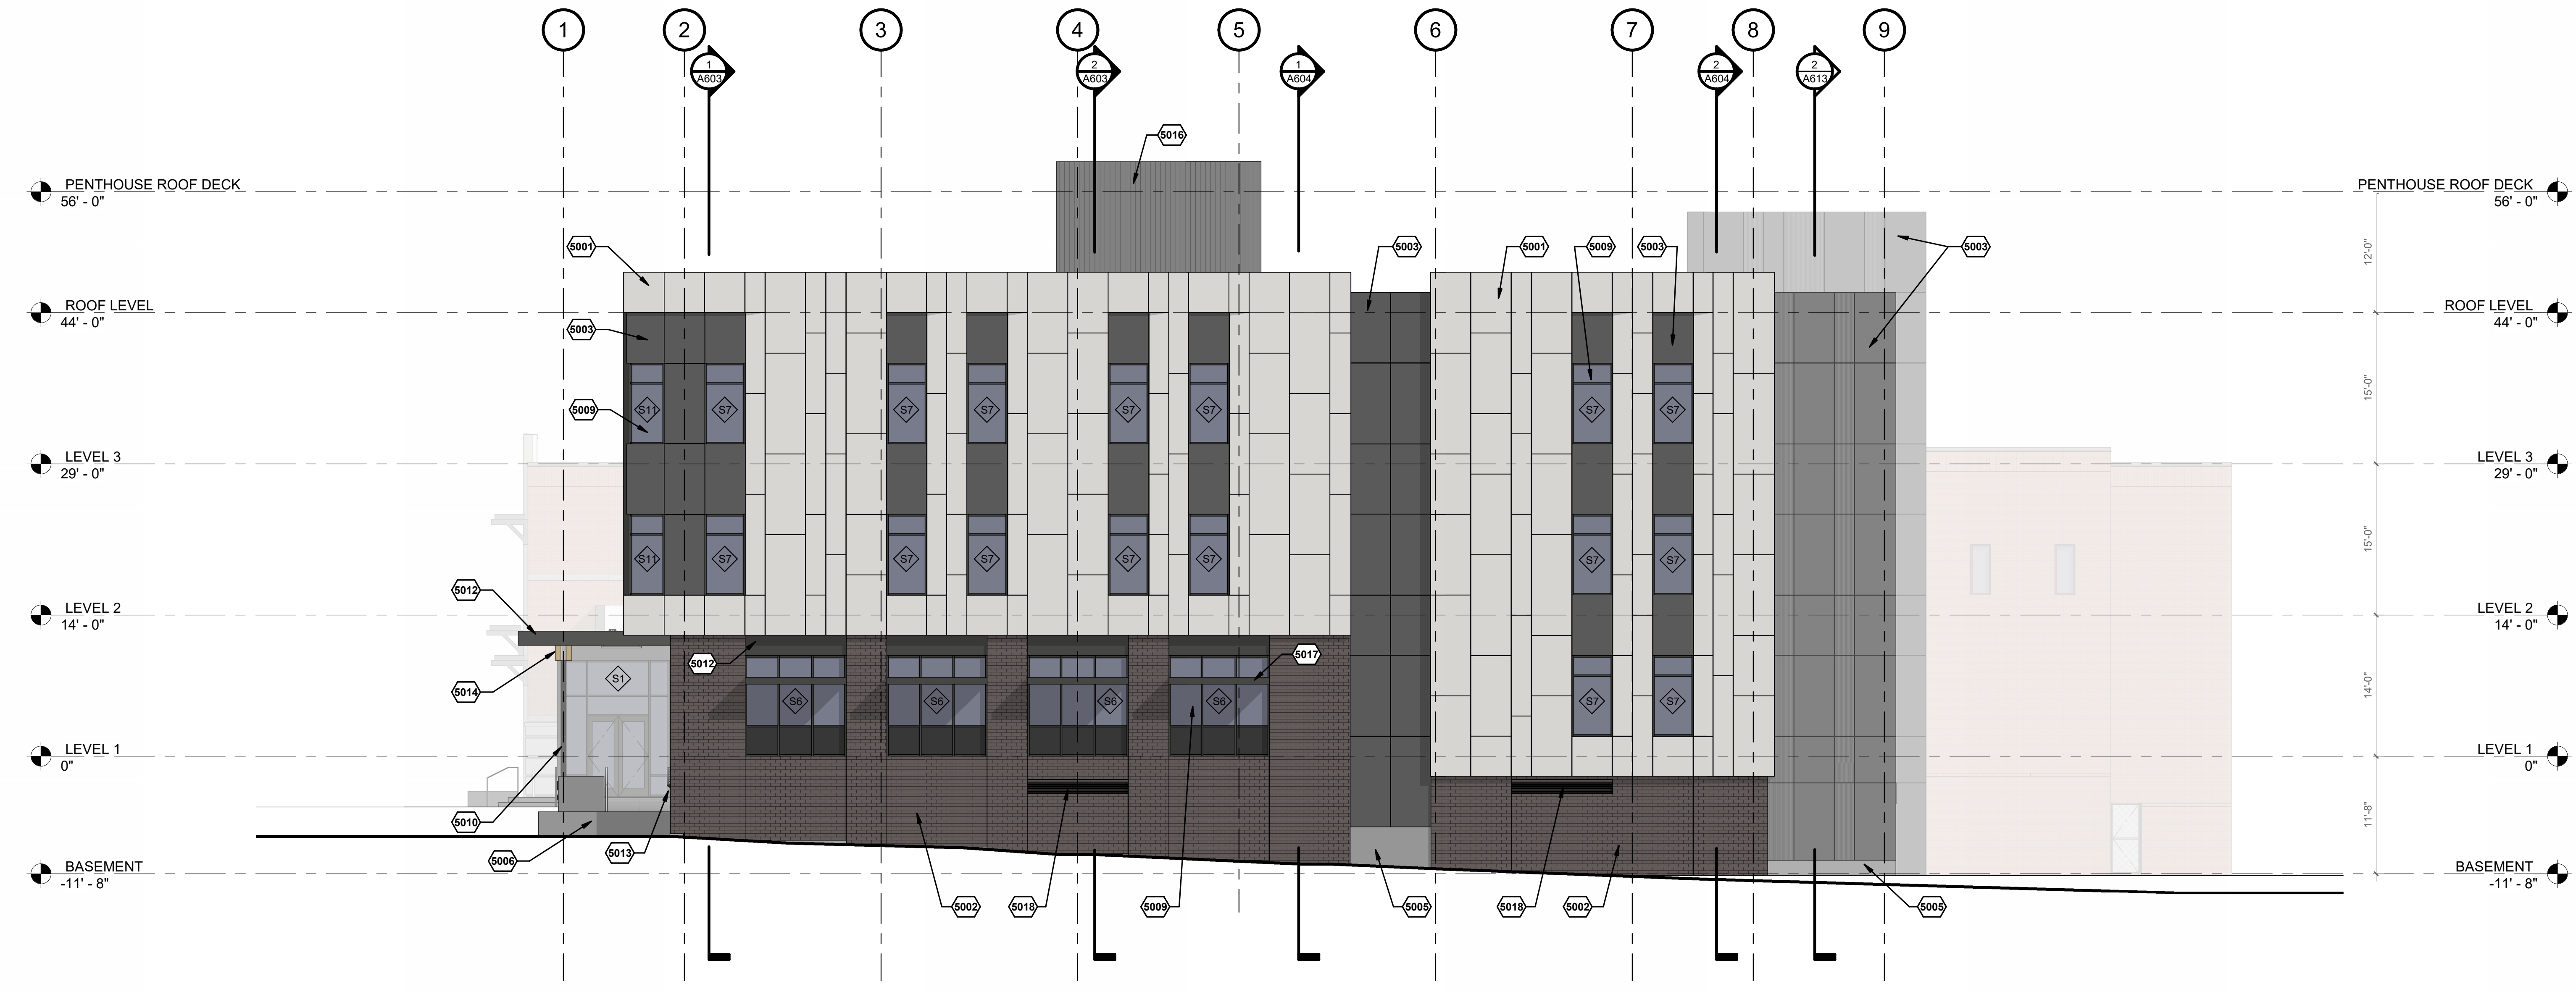 1 2 3 4 5 6 7 8 9
1
A603
2
A603
1
A604
2
A604
2
A613
5016
PENTHOUSE ROOF DECK
56' - 0"
PENTHOUSE ROOF DECK
56' - 0"
5001
5003
5001
5009
5003
5003
12'-0"
ROOF LEVEL
44' - 0"
ROOF LEVEL
44' - 0"
5003
15'-0"
5009
S11 S7 S7 S7 S7 S7 S7 S7
LEVEL 3
29' - 0"
LEVEL 3
29' - 0"
15'-0"
S11 S7 S7 S7 S7 S7 S7 S7
5012
LEVEL 2
14' - 0"
LEVEL 2
14' - 0"
5012
5017
5014
S1
14'-0"
S6 S6 S6 S6 S7 S7
LEVEL 1
0"
LEVEL 1
0"
5010
11'-8"
5006
5013
BASEMENT
-11' - 8"
BASEMENT
-11' - 8"
5002
5018
5009
5005
5018
5002
5005